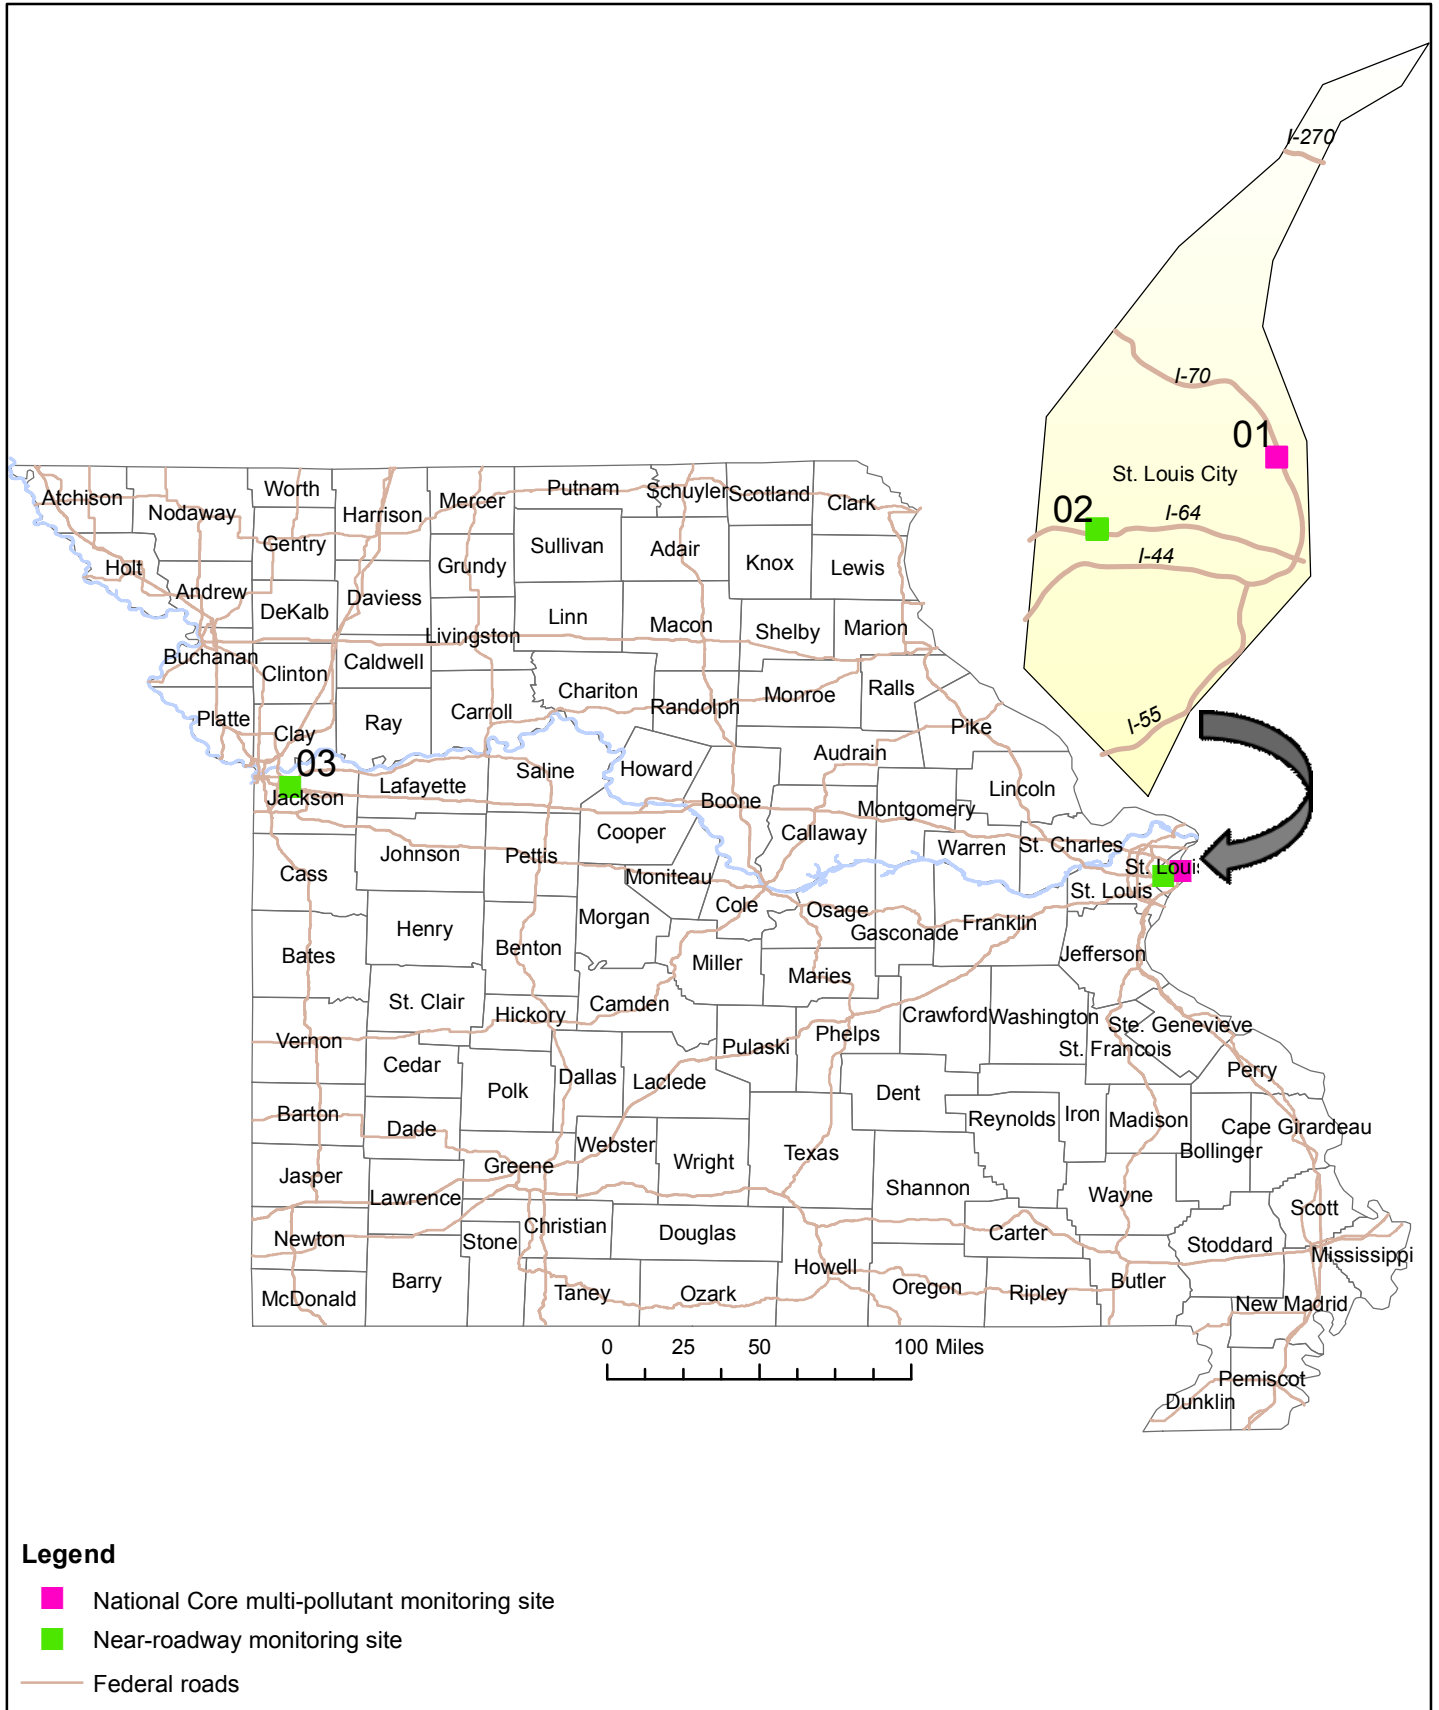 I-270
I-70
01
St. Louis City
02
I-64
I-44
I-55
Atchison
Nodaway
Worth
Harrison
Mercer
Putnam
Schuyler
Scotland
Clark
Gentry
Sullivan
Adair
Knox
Lewis
Holt
Andrew
DeKalb
Daviess
Grundy
Linn
Macon
Shelby
Marion
Livingston
Buchanan
Clinton
Caldwell
Chariton
Randolph
Monroe
Ralls
Platte
Clay
Ray
Carroll
Pike
Audrain
03
Jackson
Lafayette
Saline
Howard
Boone
Lincoln
Montgomery
Callaway
Cooper
Warren
St. Charles
Johnson
Pettis
Cass
Moniteau
St. Loui
St. Louis
Cole
Osage
Morgan
Henry
Gasconade
Franklin
Benton
Bates
Miller
Maries
Jefferson
St. Clair
Camden
Hickory
Crawford
Washington
Ste. Genevieve
Vernon
Pulaski
Phelps
St. Francois
Cedar
Dallas
Laclede
Polk
Perry
Dent
Barton
Dade
Webster
Reynolds
Iron
Madison
Cape Girardeau
Bollinger
Texas
Jasper
Greene
Wright
Lawrence
Shannon
Wayne
Scott
Newton
Stone
Christian
Douglas
Carter
Stoddard
Mississippi
Howell
McDonald
Barry
Taney
Ozark
Oregon
Ripley
Butler
New Madrid
0 25 50 100 Miles
Pemiscot
Dunklin
Legend
National Core multi-pollutant monitoring site
Near-roadway monitoring site
Federal roads